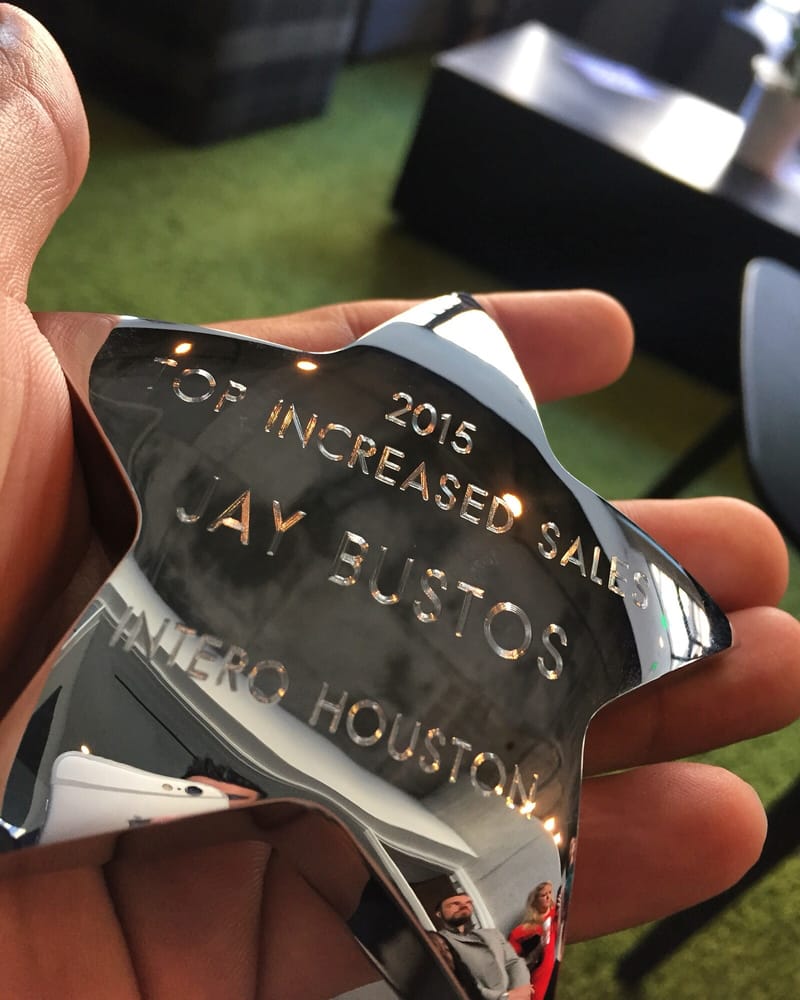 2015
TOP INCREASED SALES
JAY BUSTOS
INTERO HOUSTON